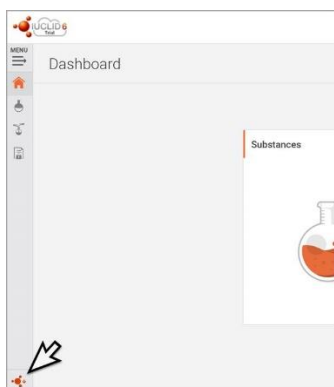 IUCLID 6
Trial
MENU
Dashboard
Substances